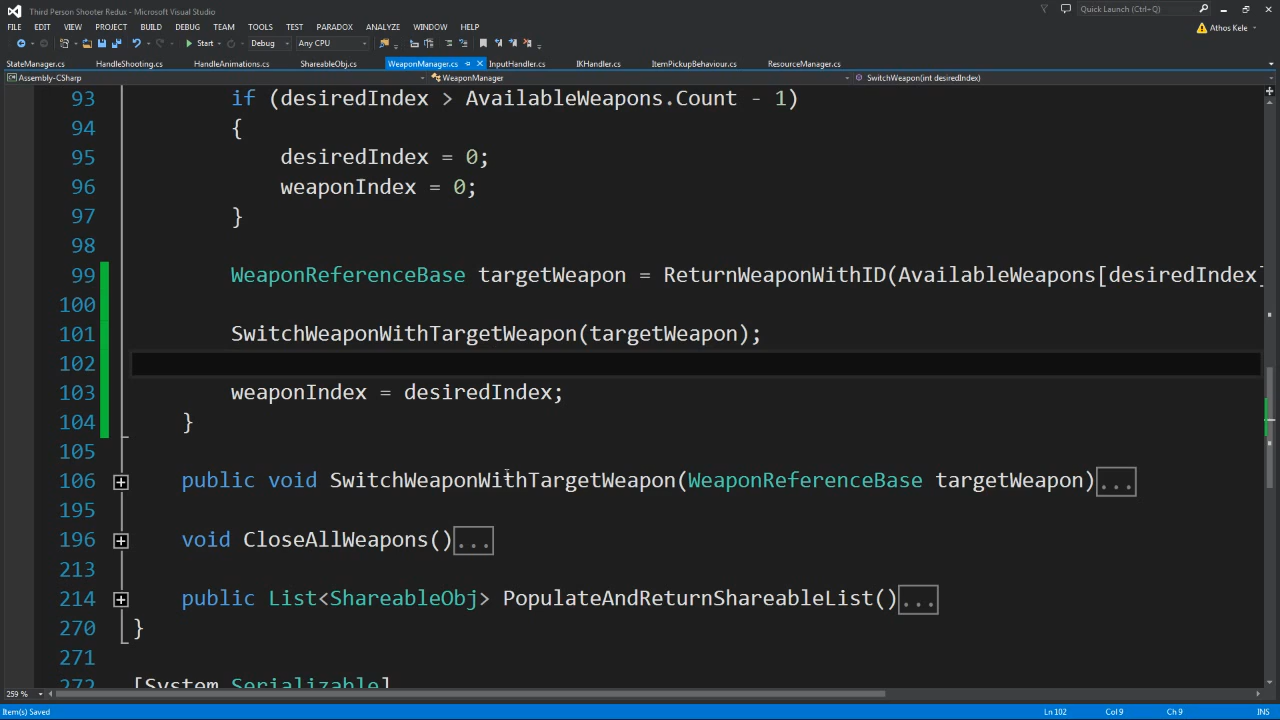 Third Person Shooter Redux - Microsoft Visual Studio
Quick Launch (Ctrl+Q)
FILE EDIT VIEW PROJECT BUILD DEBUG TEAM TOOLS TEST PARADOX ANALYZE WINDOW HELP
Athos Kele
Start Debug Any CPU
StateManager.cs HandleShooting.cs HandleAnimations.cs ShareableObj.cs WeaponManager.cs InputHandler.cs IKHandler.cs ItemPickupBehaviour.cs ResourceManager.cs
Assembly-CSharp WeaponManager SwitchWeapon(int desiredIndex)
93 if (desiredIndex > AvailableWeapons.Count - 1)
94 {
95 desiredIndex = 0;
96 weaponIndex = 0;
97 }
98
99 WeaponReferenceBase targetWeapon = ReturnWeaponWithID(AvailableWeapons[desiredIndex]
100
101 SwitchWeaponWithTargetWeapon(targetWeapon);
102
103 weaponIndex = desiredIndex;
104 }
105
106 public void SwitchWeaponWithTargetWeapon(WeaponReferenceBase targetWeapon)...
195
196 void CloseAllWeapons()...
213
214 public List<ShareableObj> PopulateAndReturnShareableList()...
270 }
271
272 [System.Serializable]
259 %
Item(s) Saved Ln 102 Col 9 Ch 9 INS